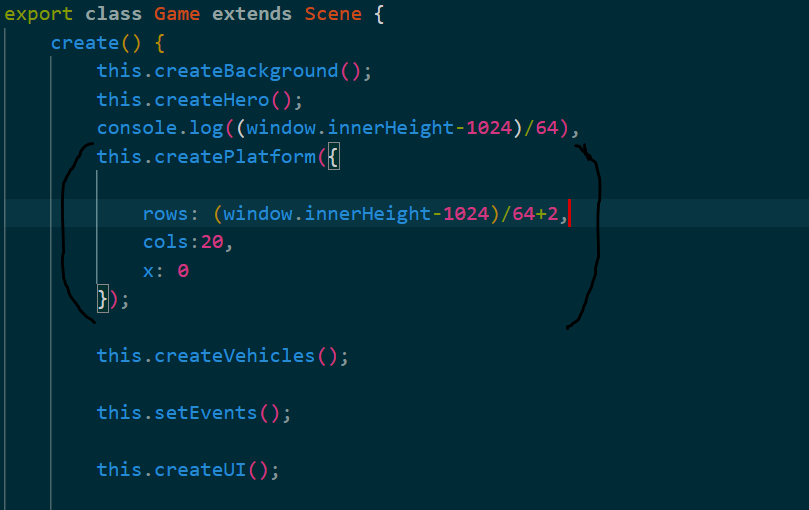 export class Game extends Scene {
create() {
this.createBackground();
this.createHero();
console.log((window.innerHeight-1024)/64),
this.createPlatform({
rows: (window.innerHeight-1024)/64+2,
cols:20,
x: 0
});
this.createVehicles();
this.setEvents();
this.createUI();